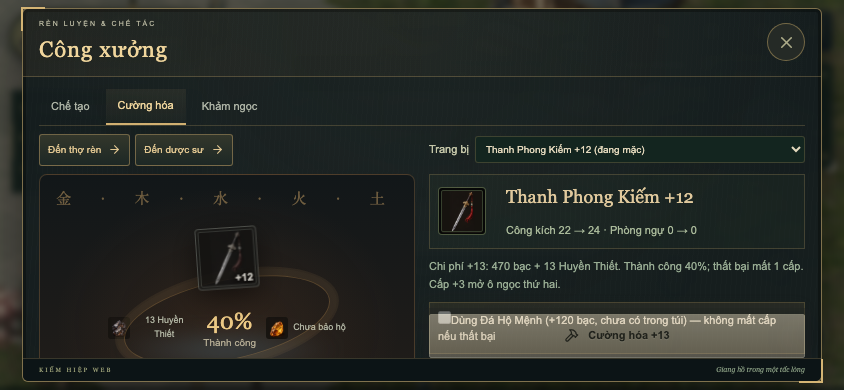 RÈN LUYỆN & CHẾ TÁC
Công xưởng
Chế tạo
Cường hóa
Khảm ngọc
Đến thợ rèn →
Đến dược sư →
Trang bị
Thanh Phong Kiếm +12 (đang mặc)
金 · 木 · 水 · 火 · 土
+12
13 Huyền
Thiết
40%
Thành công
Chưa bảo hộ
Thanh Phong Kiếm +12
Công kích 22 → 24 · Phòng ngự 0 → 0
Chi phí +13: 470 bạc + 13 Huyền Thiết. Thành công 40%; thất bại mất 1 cấp.
Cấp +3 mở ô ngọc thứ hai.
Dùng Đá Hộ Mệnh (+120 bạc, chưa có trong túi) — không mất cấp
nếu thất bại
Cường hóa +13
KIẾM HIỆP WEB
Giang hồ trong một tấc lòng